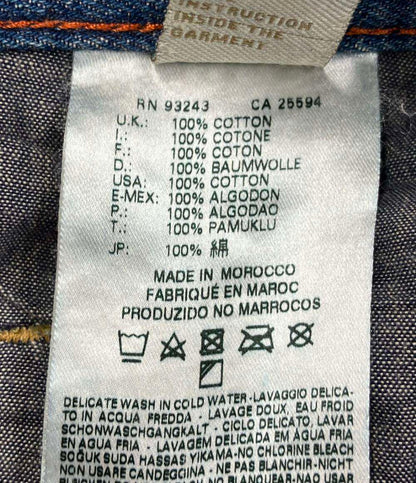 INSTRUCTION
INSIDE THE
GARMENT
RN 93243 CA 25594
U.K.: 100% COTTON
I.: 100% COTONE
F.: 100% COTON
D.: 100% BAUMWOLLE
USA: 100% COTTON
E-MEX: 100% ALGODON
P.: 100% ALGODAO
T.: 100% PAMUKLU
JP: 100% 綿
MADE IN MOROCCO
FABRIQUÉ EN MAROC
PRODUZIDO NO MARROCOS
DELICATE WASH IN COLD WATER-LAVAGGIO DELICA-
TO IN ACQUA FREDDA - LAVAGE DOUX, EAU FROID
SCHONWASCHGANGKALT - CICLO DELICATO, LAVAR
EN AGUA FRIA - LAVAGEM DELICADA EM AGUA FRIA
SOĞUK SUDA HASSAS YIKAMA-NO CHLORINE BLEACH
NON USARE CANDEGGINA - NE PAS BLANCHIR-NICHT